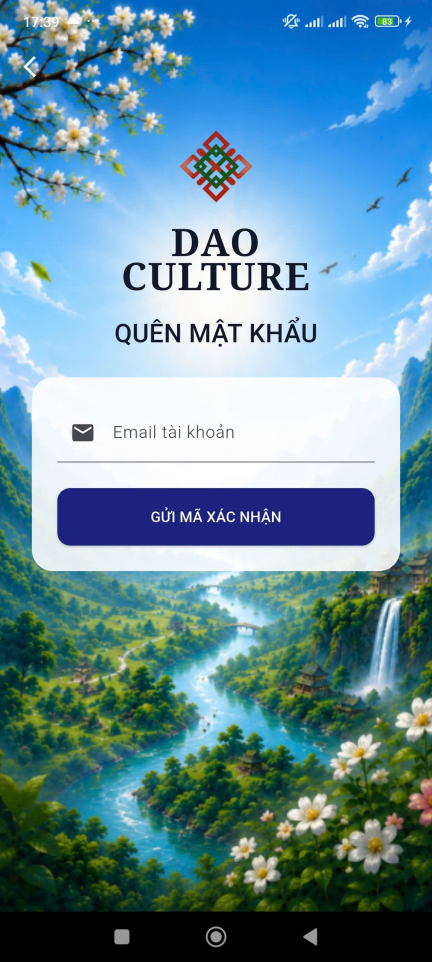 17:39
83
DAO
CULTURE
QUÊN MẬT KHẨU
Email tài khoản
GỬI MÃ XÁC NHẬN